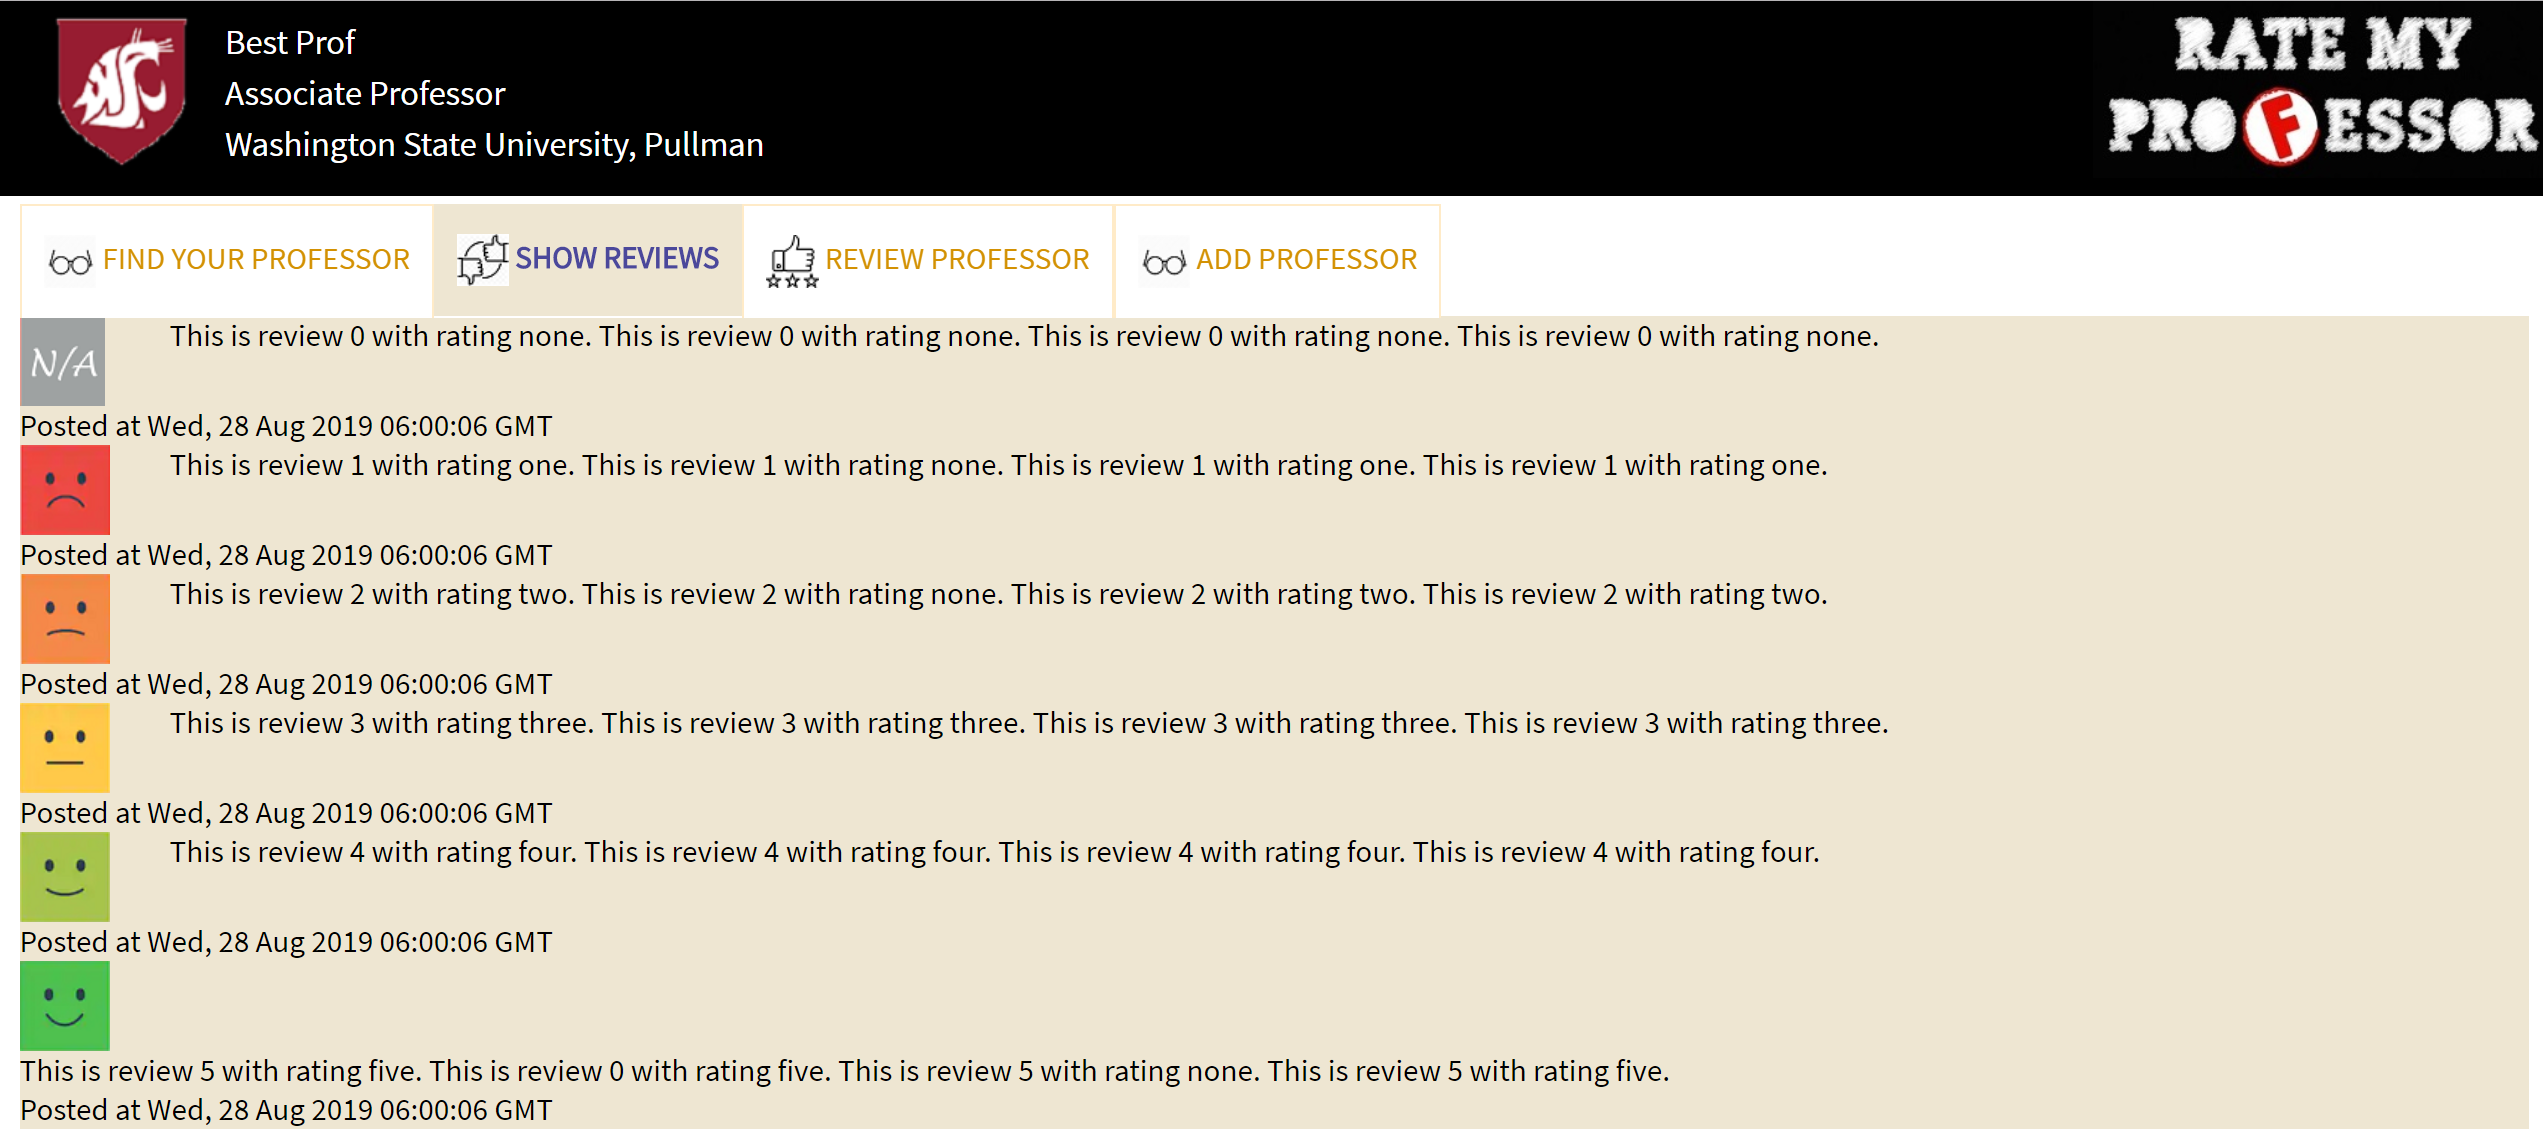 Best Prof
Associate Professor
Washington State University, Pullman
RATE MY
PROFESSOR
FIND YOUR PROFESSOR
SHOW REVIEWS
REVIEW PROFESSOR
ADD PROFESSOR
N/A
This is review 0 with rating none. This is review 0 with rating none. This is review 0 with rating none. This is review 0 with rating none.
Posted at Wed, 28 Aug 2019 06:00:06 GMT
This is review 1 with rating one. This is review 1 with rating none. This is review 1 with rating one. This is review 1 with rating one.
Posted at Wed, 28 Aug 2019 06:00:06 GMT
This is review 2 with rating two. This is review 2 with rating none. This is review 2 with rating two. This is review 2 with rating two.
Posted at Wed, 28 Aug 2019 06:00:06 GMT
This is review 3 with rating three. This is review 3 with rating three. This is review 3 with rating three. This is review 3 with rating three.
Posted at Wed, 28 Aug 2019 06:00:06 GMT
This is review 4 with rating four. This is review 4 with rating four. This is review 4 with rating four. This is review 4 with rating four.
Posted at Wed, 28 Aug 2019 06:00:06 GMT
This is review 5 with rating five. This is review 0 with rating five. This is review 5 with rating none. This is review 5 with rating five.
Posted at Wed, 28 Aug 2019 06:00:06 GMT